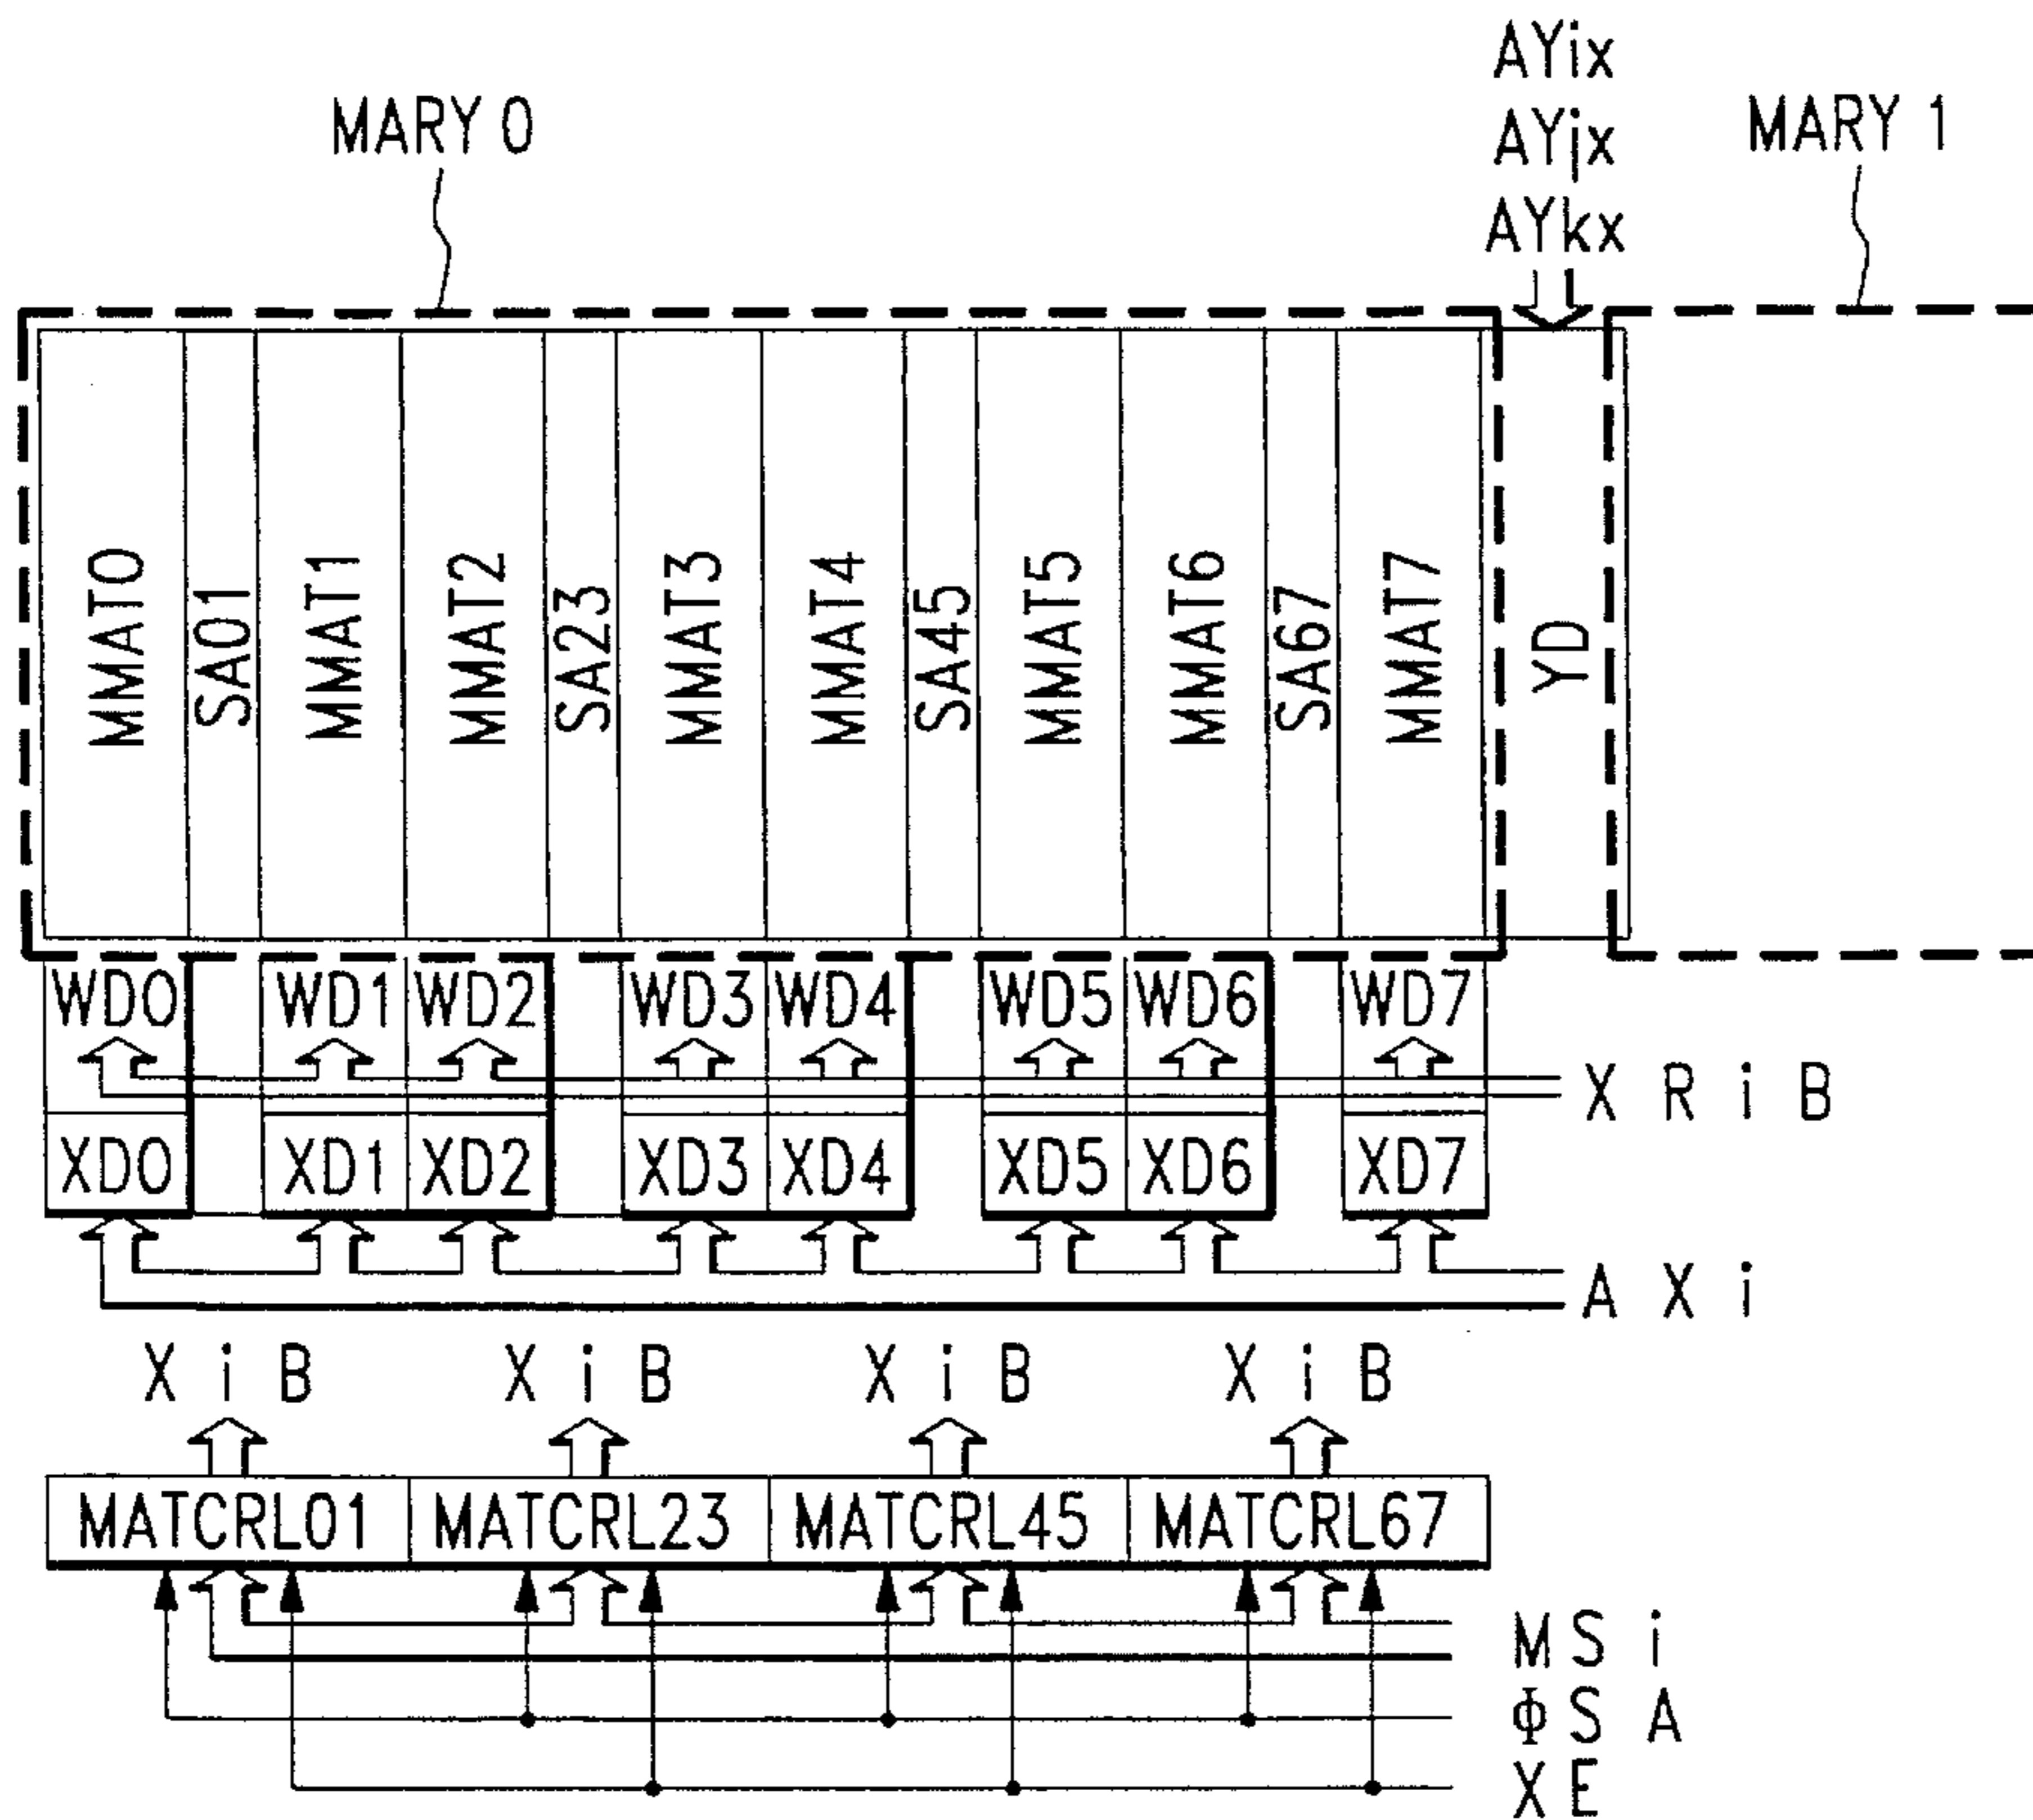 AYix
MARY 0
AYjx
MARY 1
AYkx
MMAT0
SA01
MMAT1
MMAT2
SA23
MMAT3
MMAT4
SA45
MMAT5
MMAT6
SA67
MMAT7
YD
WD0 WD1 WD2 WD3 WD4 WD5 WD6 WD7
X R i B
XD0 XD1 XD2 XD3 XD4 XD5 XD6 XD7
A X i
X i B X i B X i B X i B
MATCRL01 MATCRL23 MATCRL45 MATCRL67
M S i
Φ S A
X E